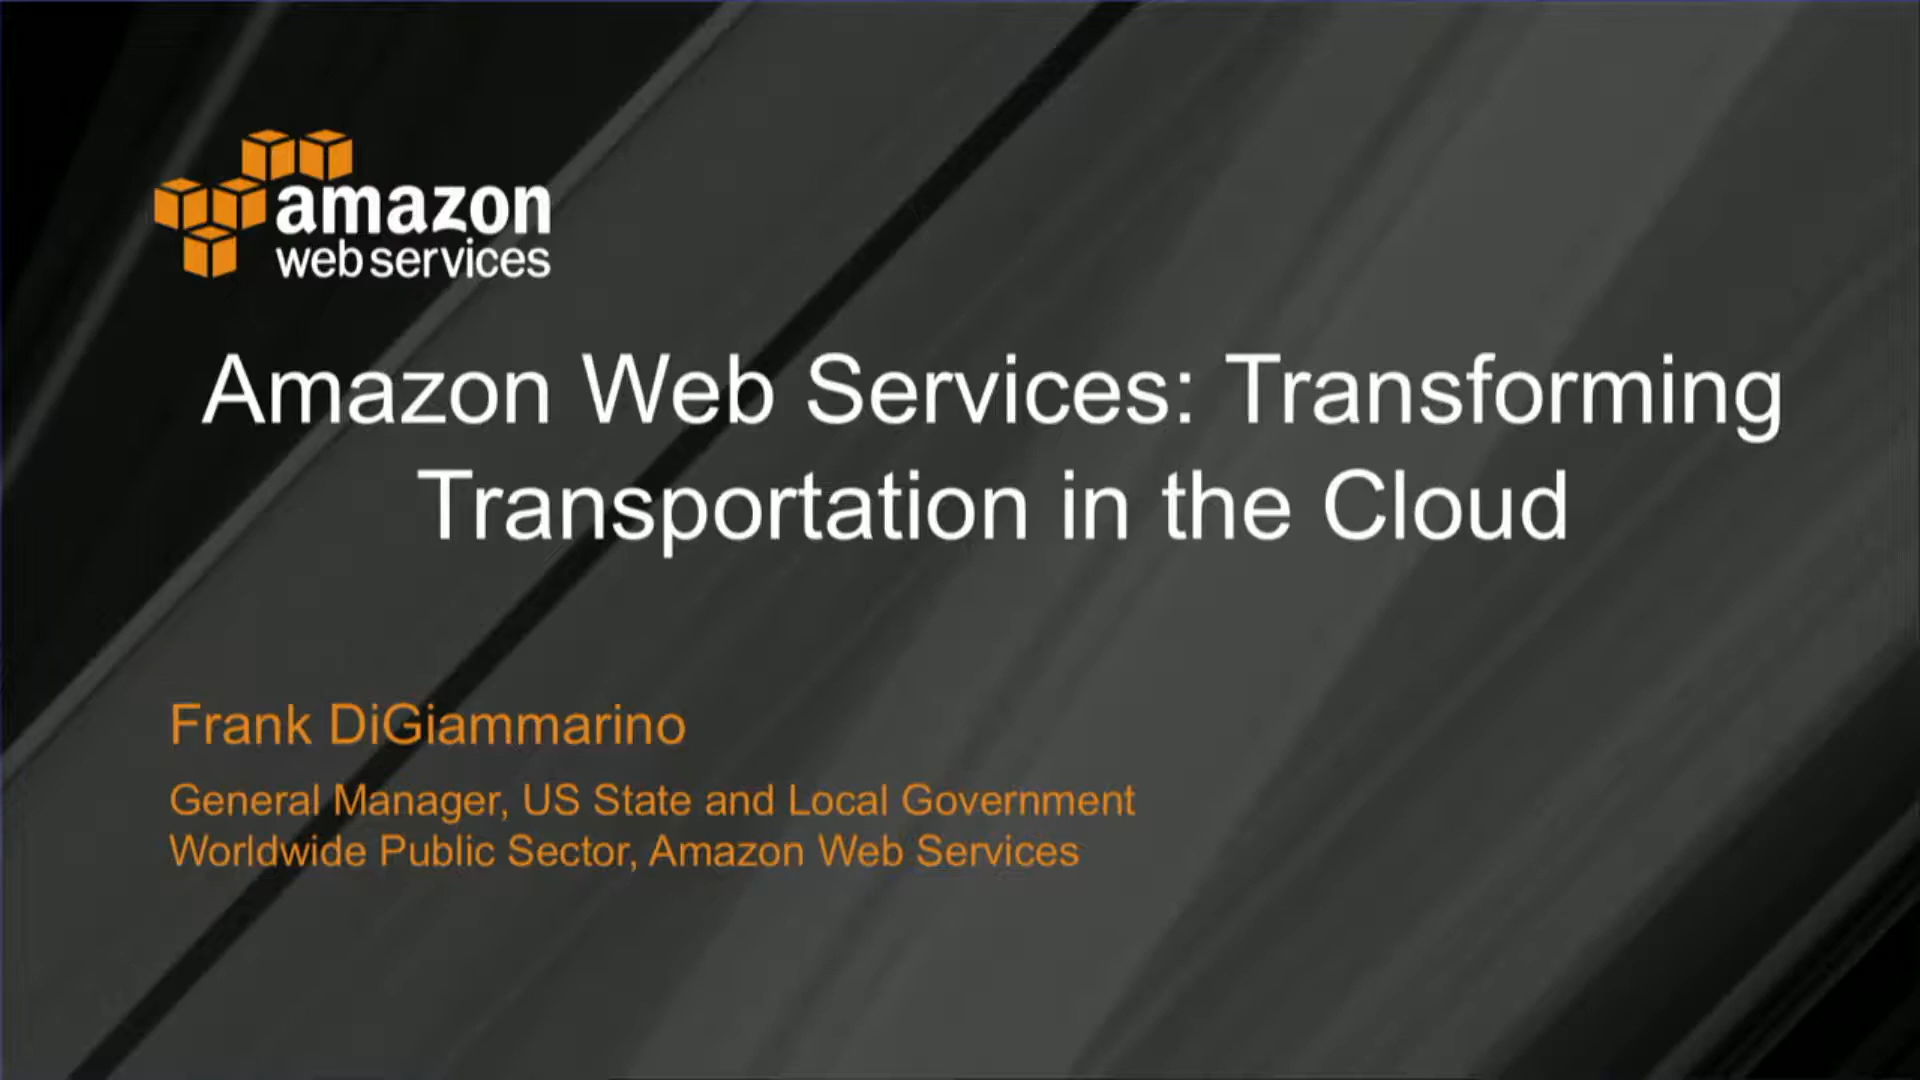 amazon
web services
Amazon Web Services: Transforming
Transportation in the Cloud
Frank DiGiammarino
General Manager, US State and Local Government
Worldwide Public Sector, Amazon Web Services